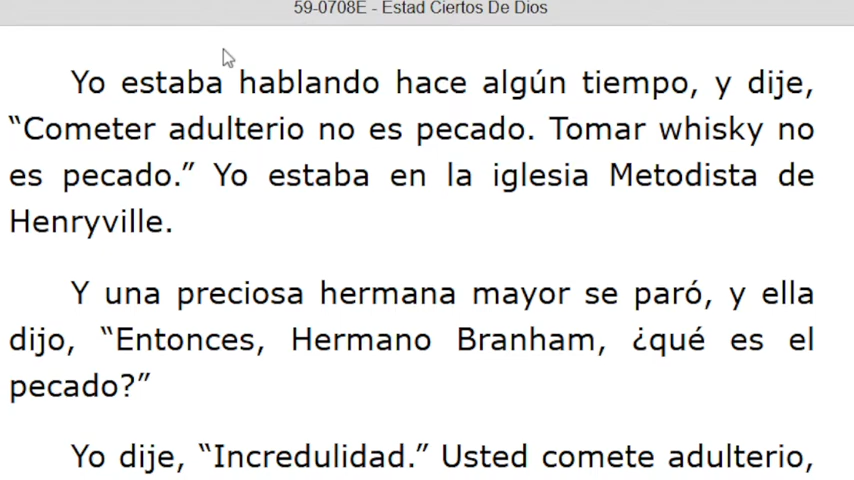 59-0708E - Estad Ciertos De Dios
Yo estaba hablando hace algún tiempo, y dije,
“Cometer adulterio no es pecado. Tomar whisky no
es pecado.” Yo estaba en la iglesia Metodista de
Henryville.
Y una preciosa hermana mayor se paró, y ella
dijo, “Entonces, Hermano Branham, ¿qué es el
pecado?”
Yo dije, “Incredulidad.” Usted comete adulterio,